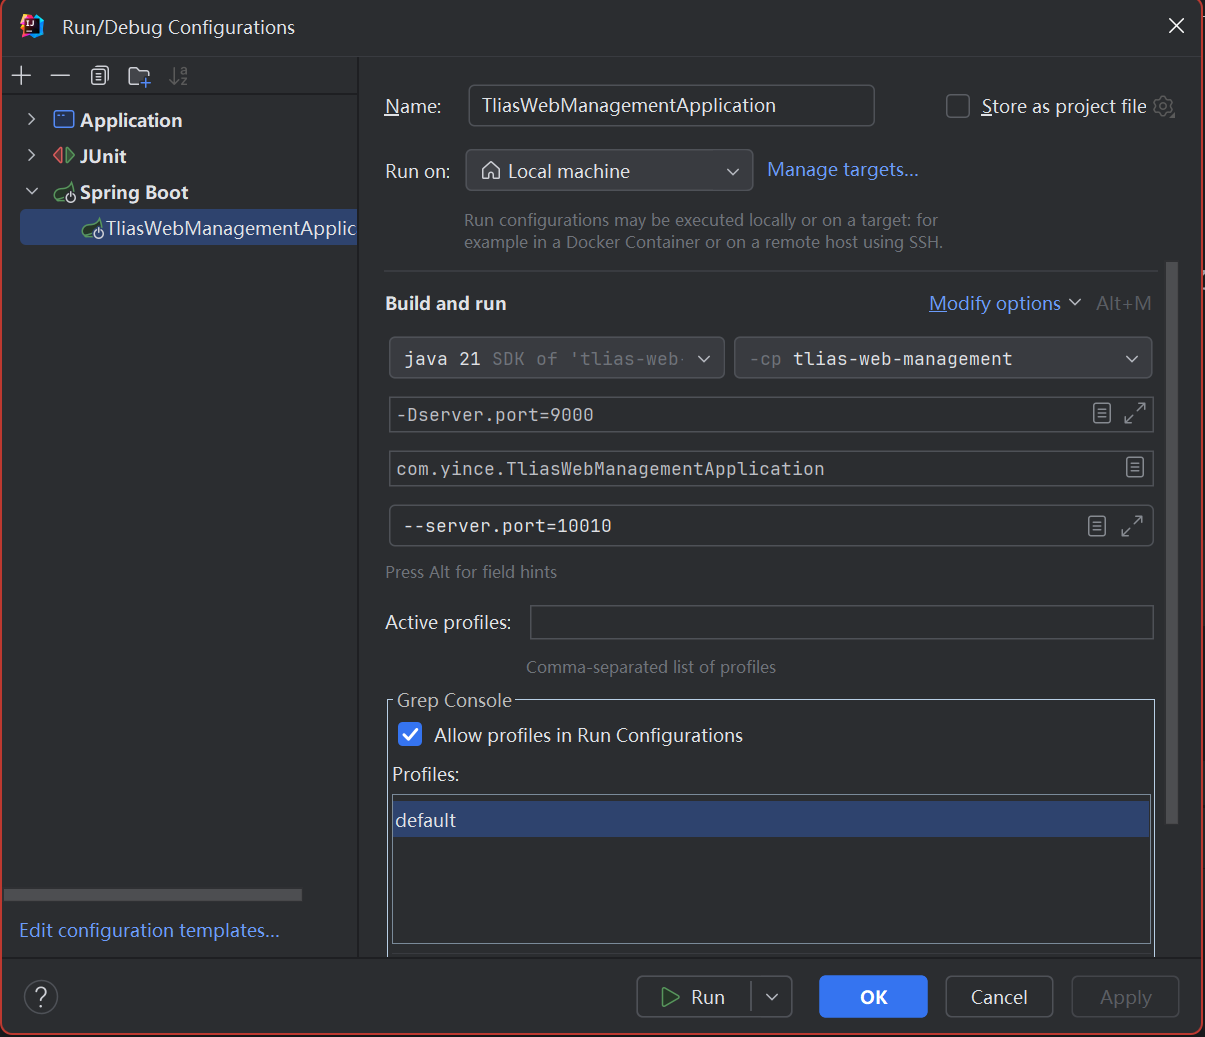 Run/Debug Configurations
Application
JUnit
Spring Boot
TliasWebManagementApplic
Edit configuration templates...
Name:
TliasWebManagementApplication
Store as project file
Run on:
Local machine
Manage targets...
Run configurations may be executed locally or on a target: for
example in a Docker Container or on a remote host using SSH.
Build and run
Modify options
Alt+M
java 21 SDK of 'tlias-web-
-cp tlias-web-management
-Dserver.port=9000
com.yince.TliasWebManagementApplication
--server.port=10010
Press Alt for field hints
Active profiles:
Comma-separated list of profiles
Grep Console
Allow profiles in Run Configurations
Profiles:
default
?
Run
OK
Cancel
Apply